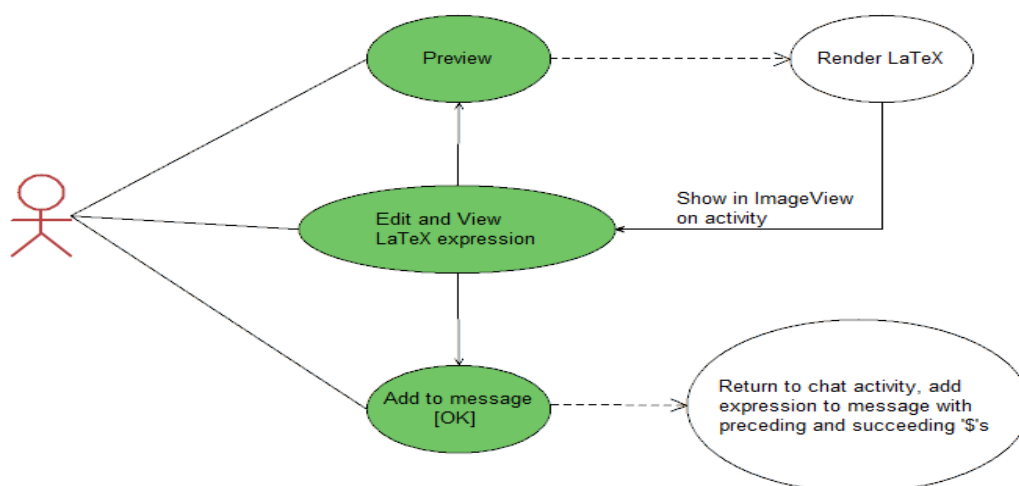 Preview
Render LaTeX
Show in ImageView
on activity
Edit and View
LaTeX expression
Add to message
[OK]
Return to chat activity, add
expression to message with
preceding and succeeding '$'s